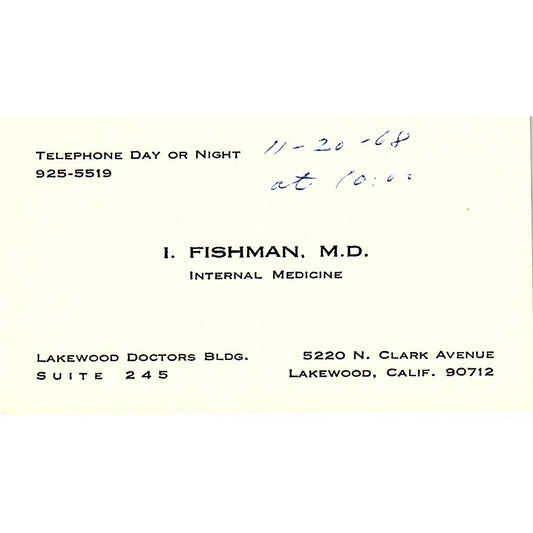 TELEPHONE DAY OR NIGHT
925-5519
11-20-68
at 10:00
I. FISHMAN, M.D.
INTERNAL MEDICINE
LAKEWOOD DOCTORS BLDG.
SUITE 245
5220 N. CLARK AVENUE
LAKEWOOD, CALIF. 90712